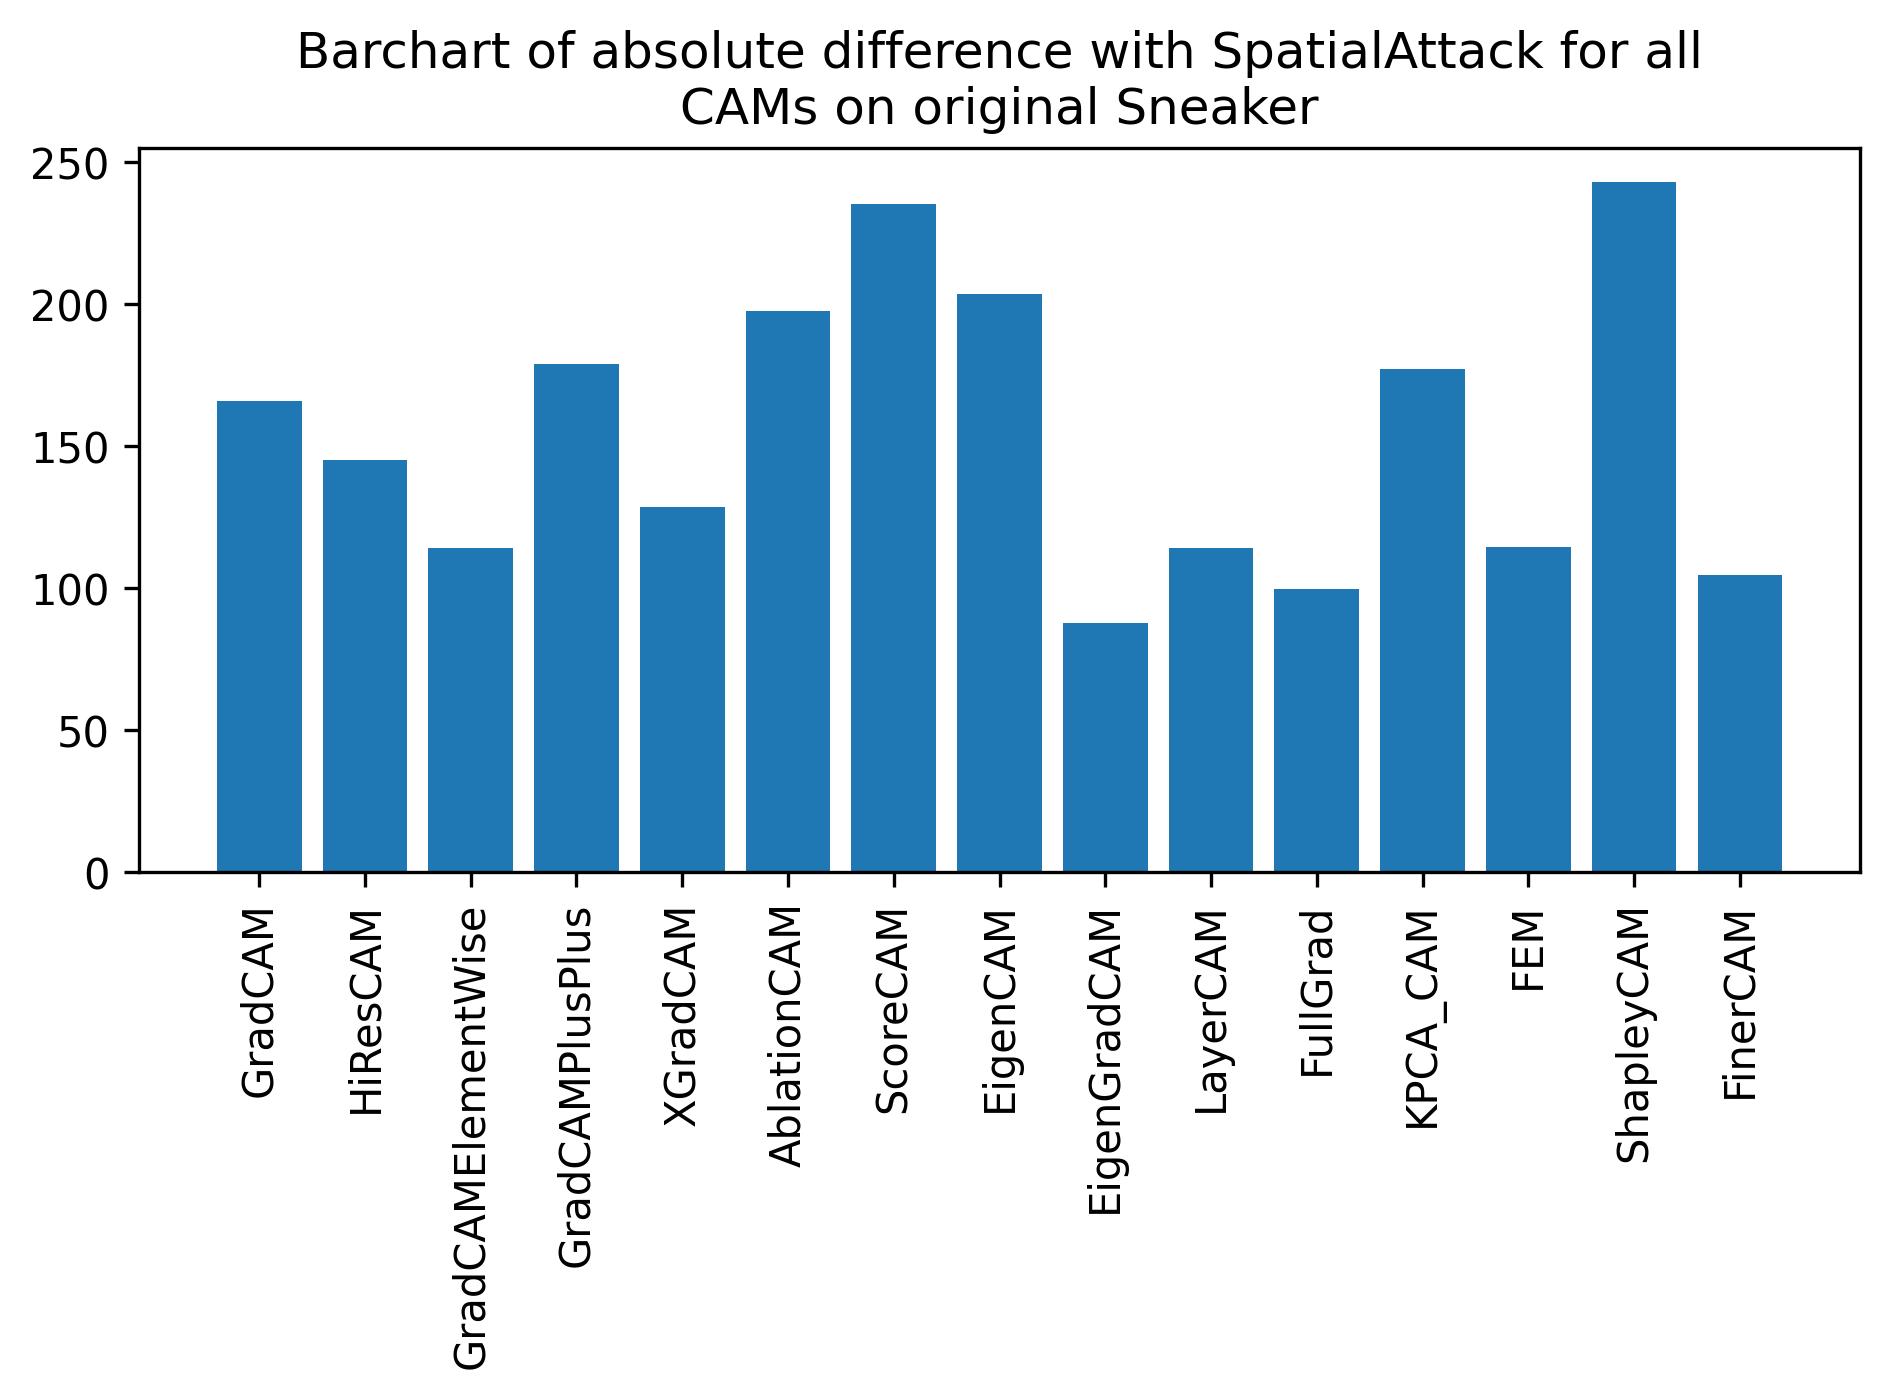 Barchart of absolute difference with SpatialAttack for all
CAMs on original Sneaker
250
200
150
100
50
0
GradCAM
HiResCAM
GradCAMElementWise
GradCAMPlusPlus
XGradCAM
AblationCAM
ScoreCAM
EigenCAM
EigenGradCAM
LayerCAM
FullGrad
KPCA_CAM
FEM
ShapleyCAM
FinerCAM